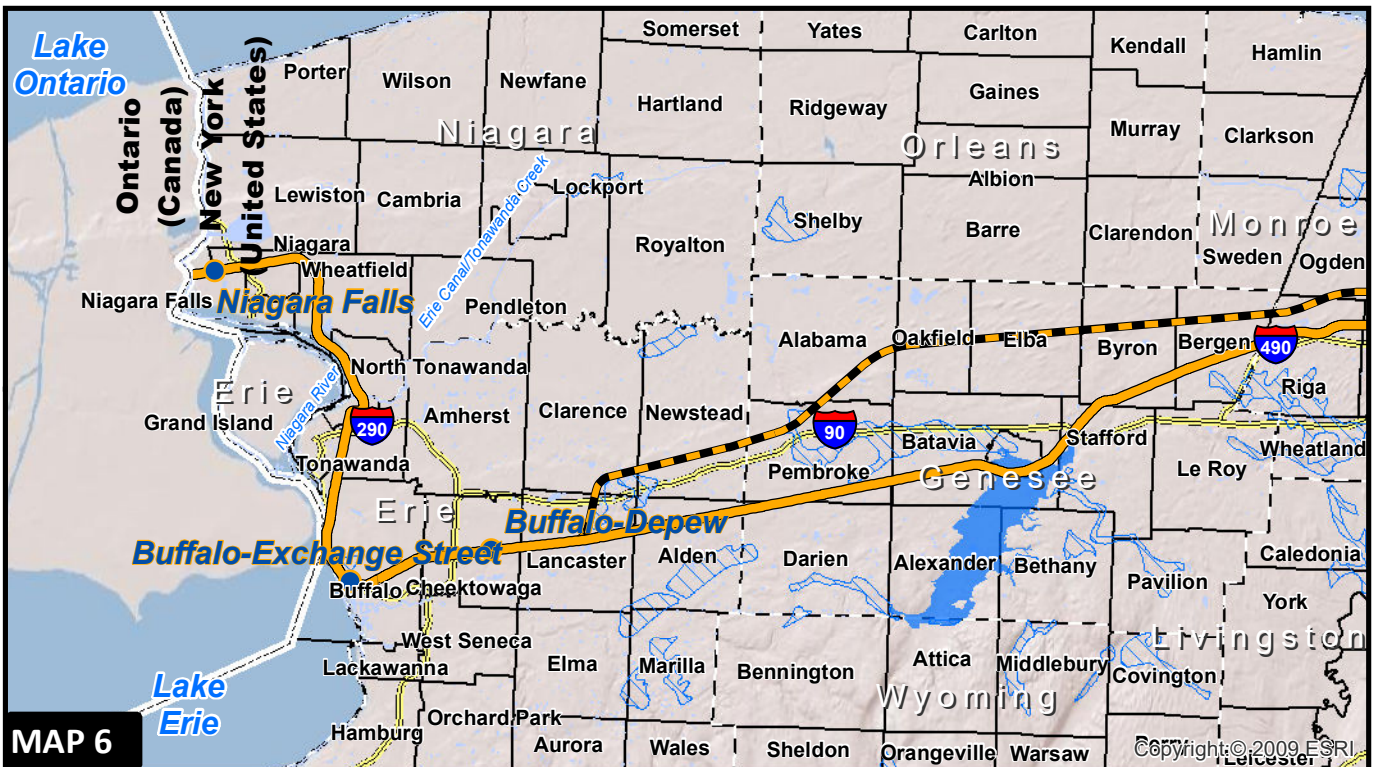 Lake
Ontario
Ontario
(Canada)
New York
(United States)
Porter
Wilson
Newfane
Somerset
Hartland
Yates
Ridgeway
Carlton
Gaines
Kendall
Murray
Hamlin
Clarkson
Niagara
Orleans
Albion
Lewiston
Cambria
Lockport
Erie Canal/Tonawanda Creek
Royalton
Shelby
Barre
Clarendon
Monroe
Sweden
Ogden
Niagara
Wheatfield
Niagara Falls
Niagara Falls
Pendleton
Alabama
Oakfield
Elba
Byron
Bergen
490
Riga
North Tonawanda
Erie
Niagara River
Grand Island
290
Amherst
Clarence
Newstead
90
Batavia
Stafford
Wheatland
Le Roy
Tonawanda
Pembroke
Genesee
Erie
Buffalo-Depew
Buffalo-Exchange Street
Lancaster
Alden
Darien
Alexander
Bethany
Caledonia
Pavilion
Buffalo
Cheektowaga
York
West Seneca
Livingston
Lackawanna
Elma
Marilla
Bennington
Attica
Middlebury
Covington
Lake
Erie
Wyoming
Orchard Park
Hamburg
Aurora
Wales
Sheldon
Orangeville
Warsaw
Perry
Leicester
Copyright:© 2009 ESRI
MAP 6